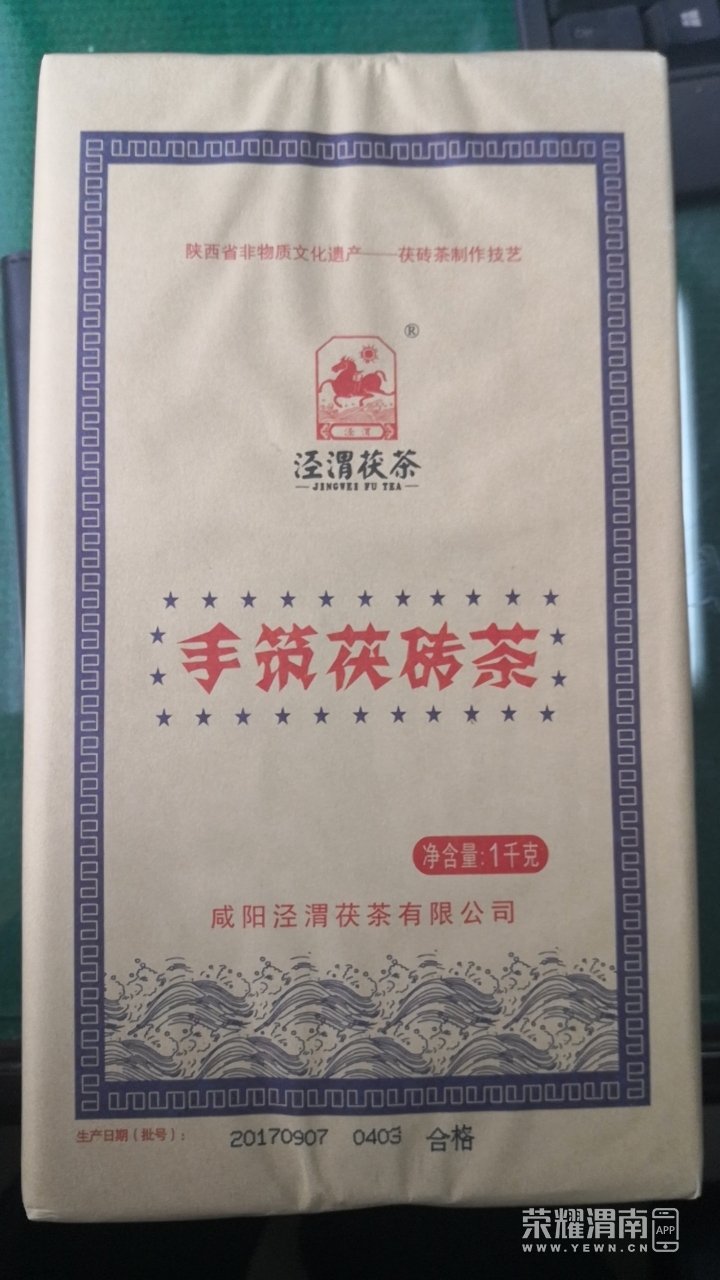 陕西省非物质文化遗产——茯砖茶制作技艺
®
泾渭
泾渭茯茶
JINGWEI FU TEA
手筑茯砖茶
净含量:1千克
咸阳泾渭茯茶有限公司
生产日期(批号): 20170907 0403 合格
荣耀渭南 APP
WWW.YEWN.CN